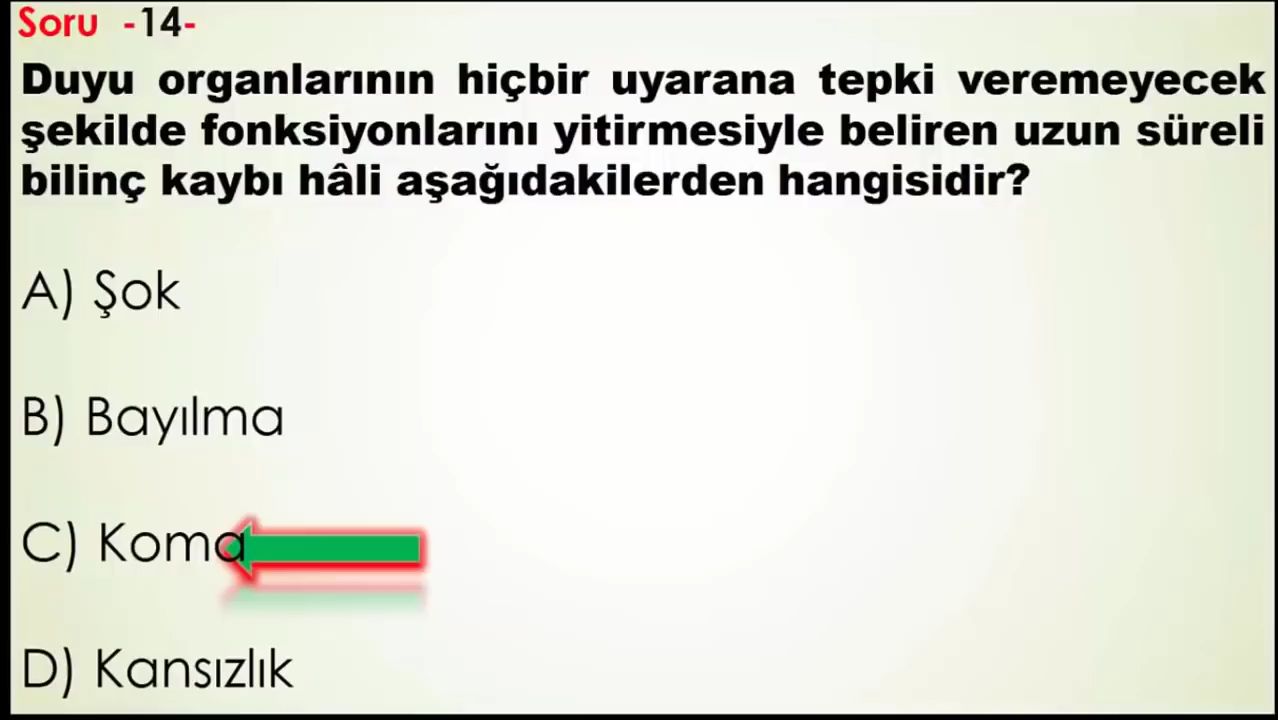 Soru -14-
Duyu organlarının hiçbir uyarana tepki veremeyecek
şekilde fonksiyonlarını yitirmesiyle beliren uzun süreli
bilinç kaybı hâli aşağıdakilerden hangisidir?
A) Şok
B) Bayılma
C) Koma
D) Kansızlık